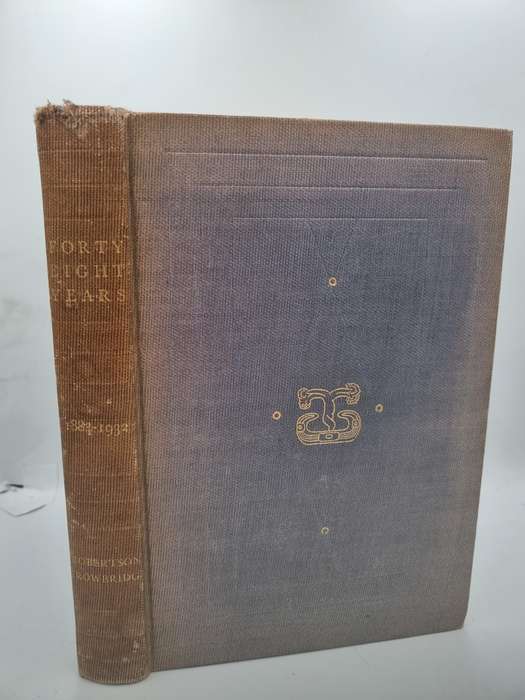 FORTY
EIGHT
YEARS
1884-1932
ROBERTSON
TROWBRIDGE